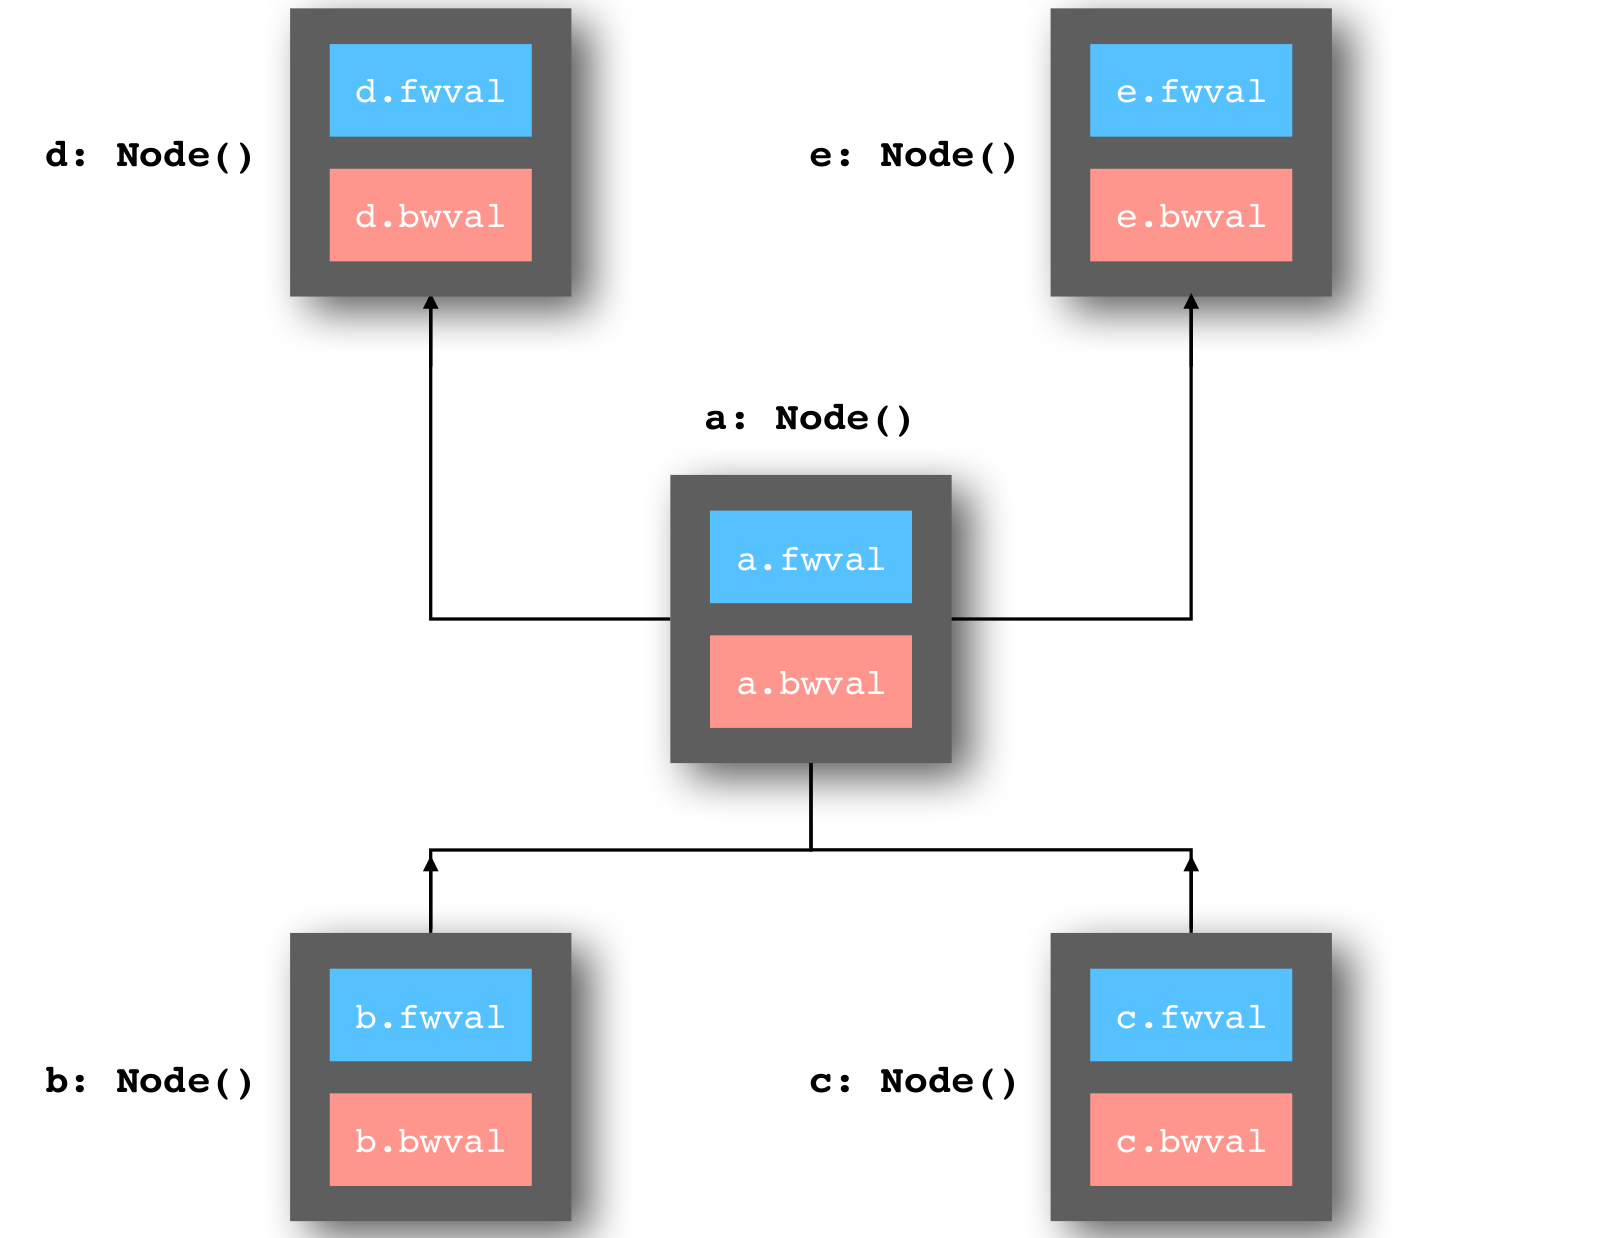 d.fwval
d: Node()
d.bwval
e.fwval
e: Node()
e.bwval
a: Node()
a.fwval
a.bwval
b.fwval
b: Node()
b.bwval
c.fwval
c: Node()
c.bwval